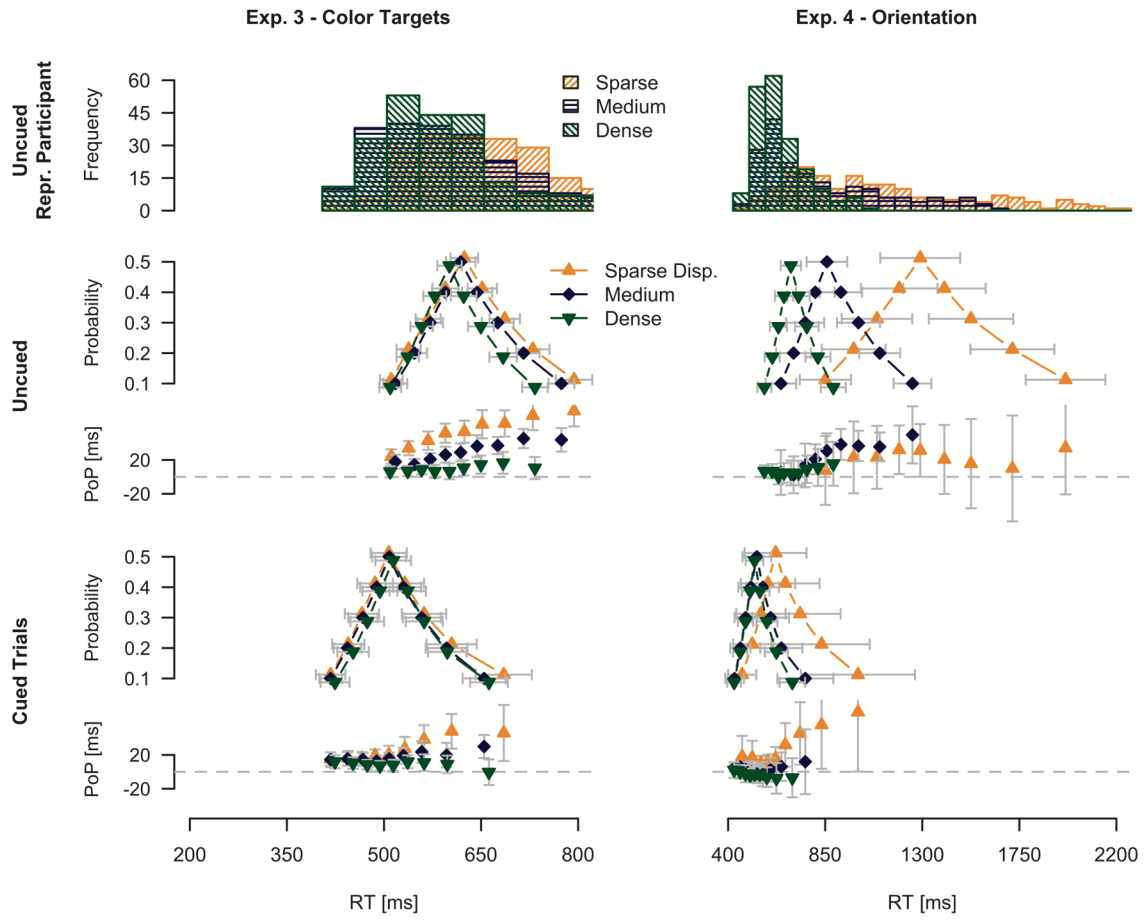 Exp. 3 - Color Targets
Exp. 4 - Orientation
Uncued
Repr. Participant
Frequency
60
45
30
15
0
Sparse
Medium
Dense
Uncued
Probability
0.5
0.4
0.3
0.2
0.1
Sparse Disp.
Medium
Dense
PoP [ms]
20
-20
Cued Trials
Probability
0.5
0.4
0.3
0.2
0.1
PoP [ms]
20
-20
200 350 500 650 800
400 850 1300 1750 2200
RT [ms]
RT [ms]